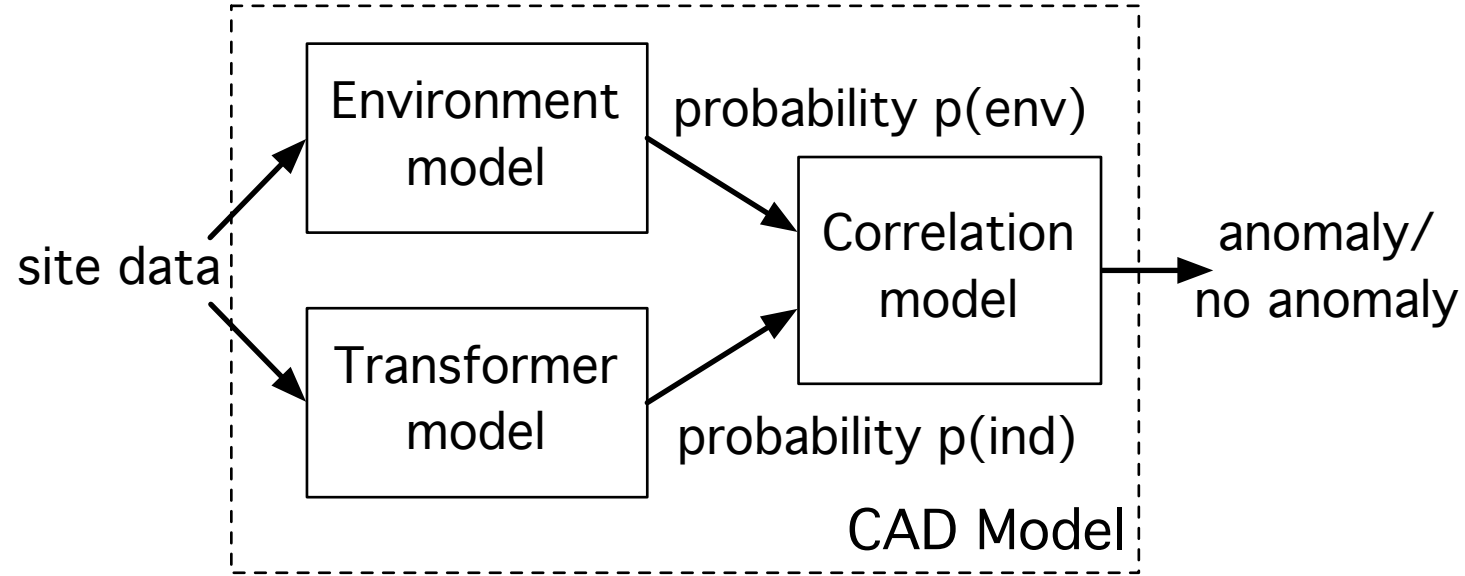 site data
Environment
model
Transformer
model
probability p(env)
probability p(ind)
Correlation
model
anomaly/
no anomaly
CAD Model